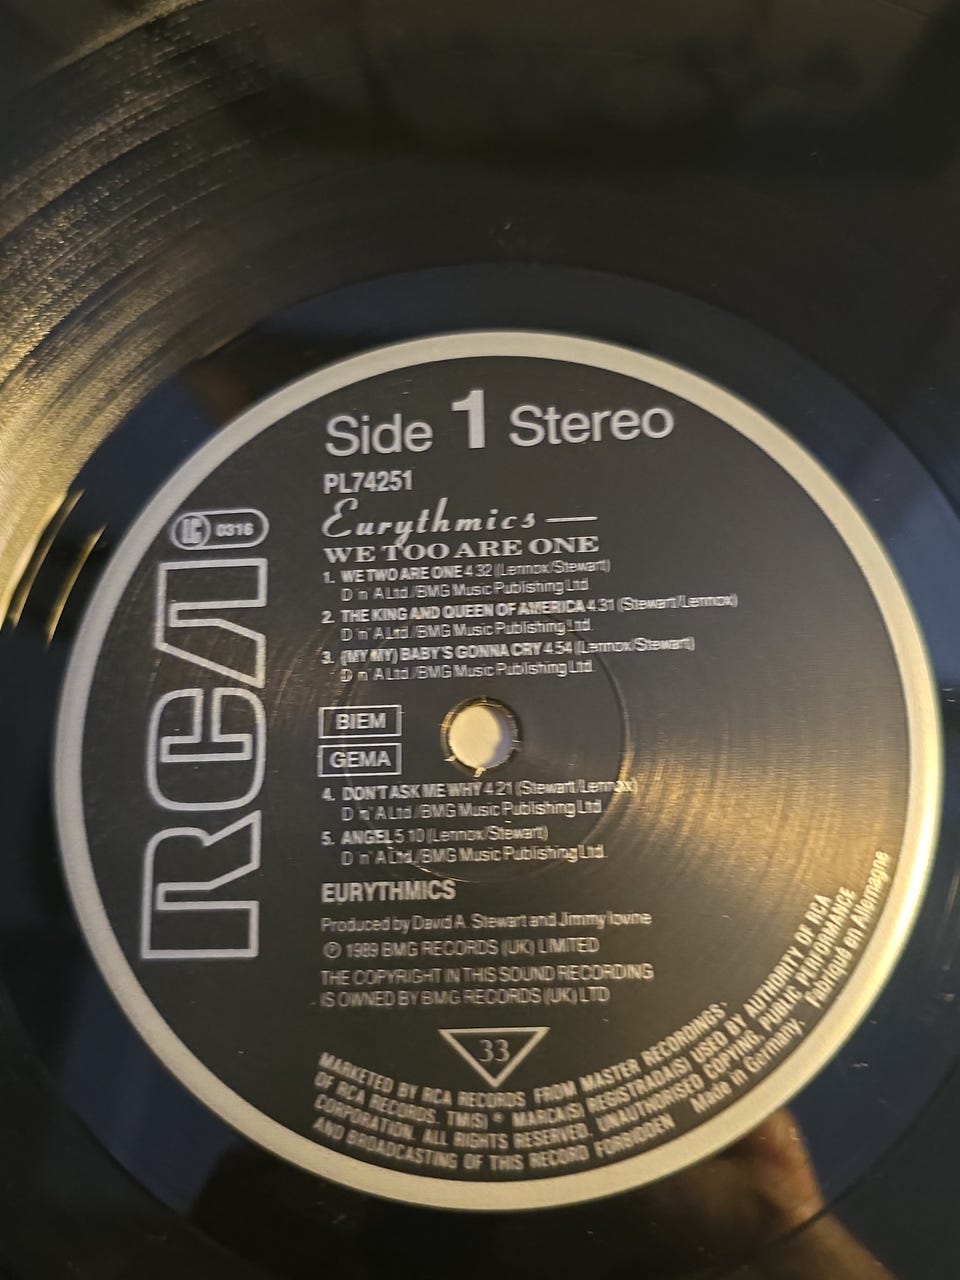 Side 1 Stereo
PL74251
Eurythmics —
WE TOO ARE ONE
1. WE TWO ARE ONE 4.32 (Lennox/Stewart)
D 'n' A Ltd./BMG Music Publishing Ltd.
2. THE KING AND QUEEN OF AMERICA 4.31 (Stewart/Lennox)
D 'n' A Ltd./BMG Music Publishing Ltd.
3. (MY MY) BABY'S GONNA CRY 4.54 (Lennox/Stewart)
D 'n' A Ltd./BMG Music Publishing Ltd.
BIEM
GEMA
4. DON'T ASK ME WHY 4.21 (Stewart/Lennox)
D 'n' A Ltd./BMG Music Publishing Ltd.
5. ANGEL 5.10 (Lennox/Stewart)
D 'n' A Ltd./BMG Music Publishing Ltd.
EURYTHMICS
Produced by David A. Stewart and Jimmy Iovine
℗ 1989 BMG RECORDS (UK) LIMITED
THE COPYRIGHT IN THIS SOUND RECORDING
IS OWNED BY BMG RECORDS (UK) LTD
33
LC 0316
RCA
MARKETED BY RCA RECORDS FROM MASTER RECORDINGS.
OF RCA RECORDS. TM(S) ® MARCA(S) REGISTRADA(S) USED BY AUTHORITY OF RCA
CORPORATION. ALL RIGHTS RESERVED. UNAUTHORISED COPYING, PUBLIC PERFORMANCE
AND BROADCASTING OF THIS RECORD FORBIDDEN Made in Germany. Fabriqué en Allemagne